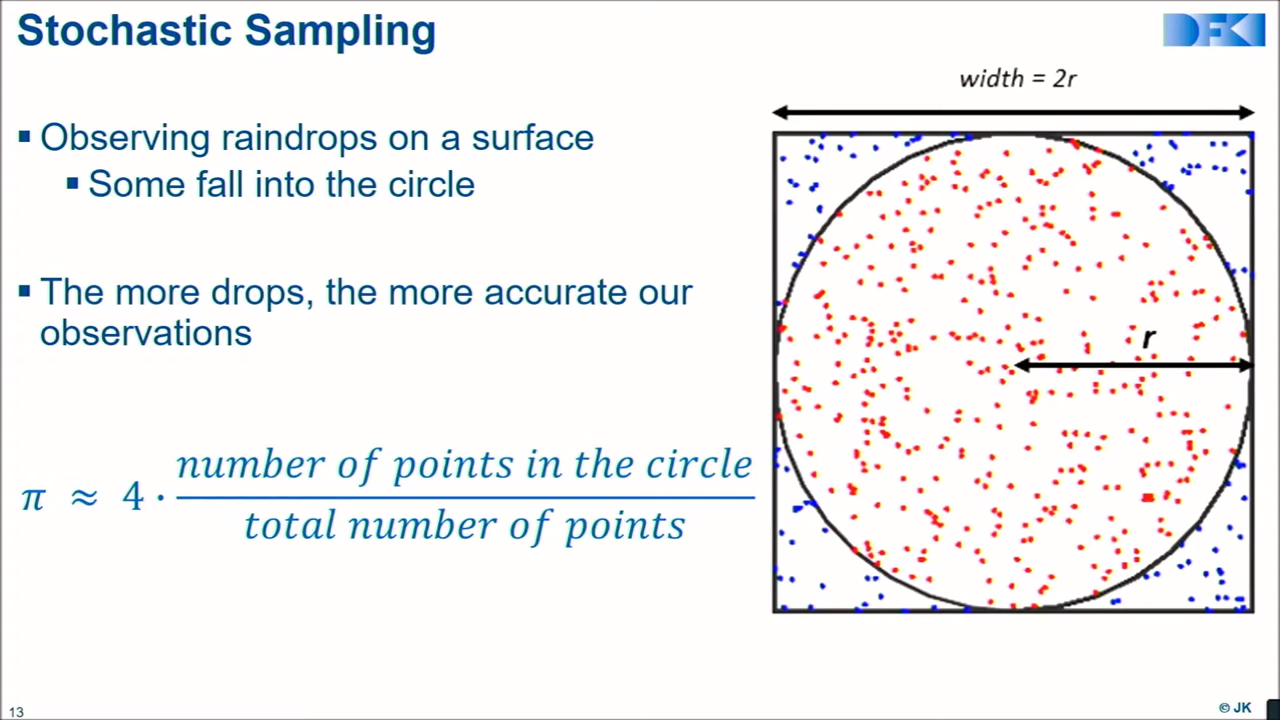 Stochastic Sampling
DFKI
width = 2r
▪ Observing raindrops on a surface
▪ Some fall into the circle
▪ The more drops, the more accurate our
observations
r
π ≈ 4 · number of points in the circle
total number of points
13
© JK